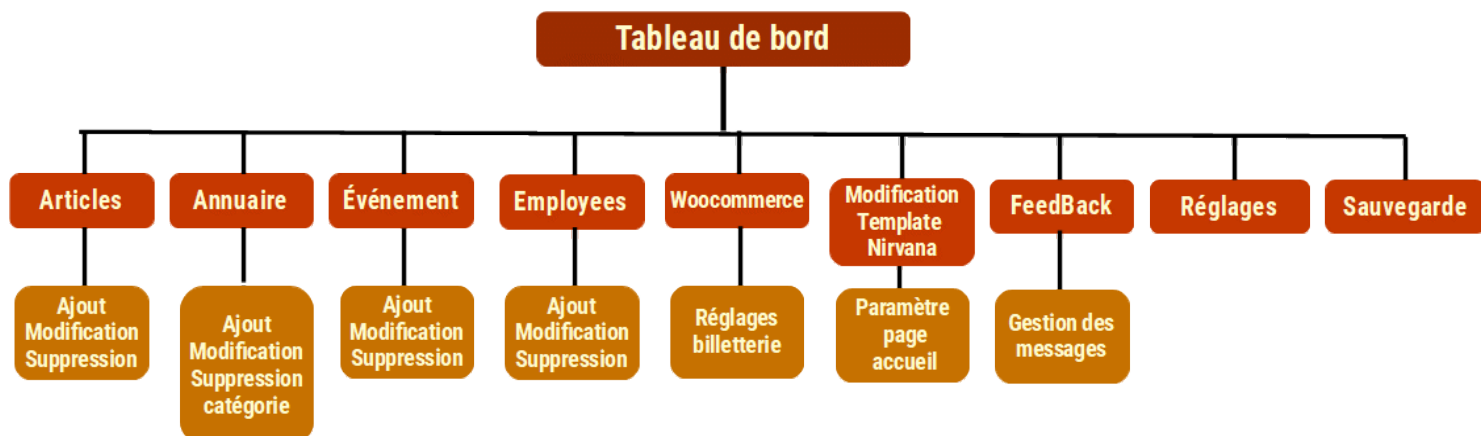 Tableau de bord
Articles
Annuaire
Événement
Employees
Woocommerce
Modification
Template
Nirvana
FeedBack
Réglages
Sauvegarde
Ajout
Modification
Suppression
Ajout
Modification
Suppression
catégorie
Ajout
Modification
Suppression
Ajout
Modification
Suppression
Réglages
billetterie
Paramètre
page
accueil
Gestion des
messages